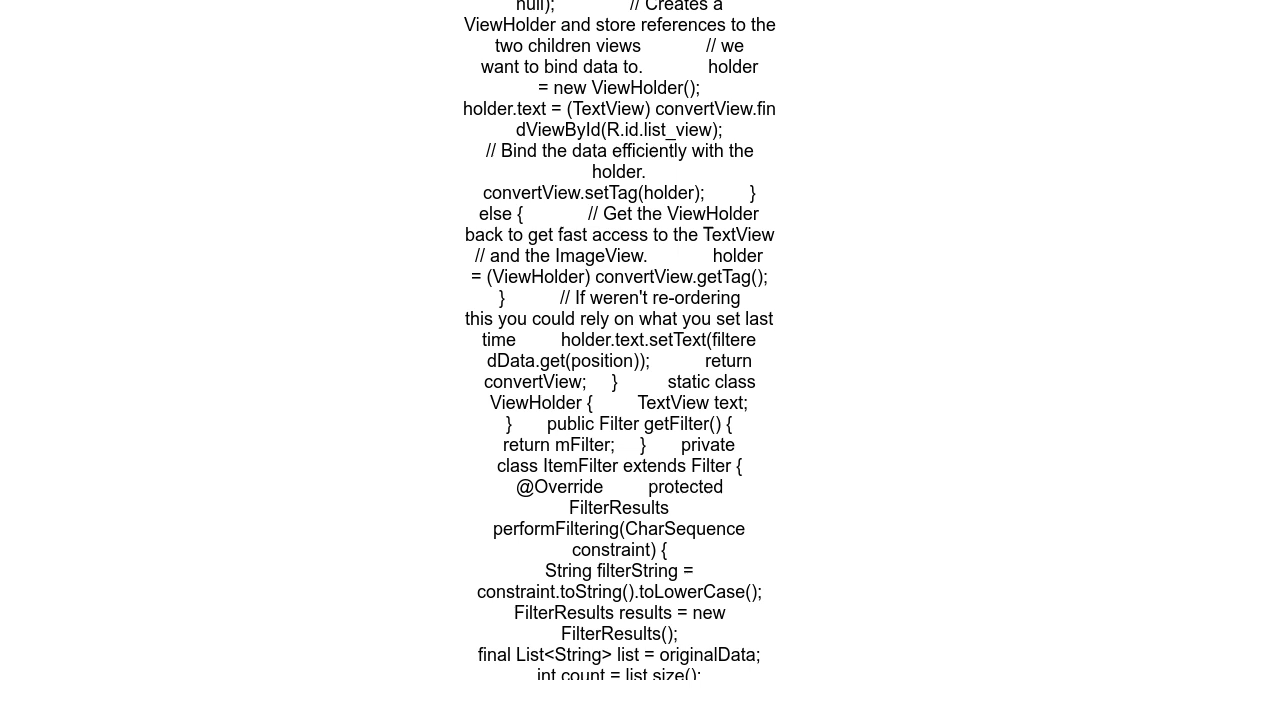 null);               // Creates a
ViewHolder and store references to the
two children views             // we
want to bind data to.             holder
= new ViewHolder();
holder.text = (TextView) convertView.fin
dViewById(R.id.list_view);
// Bind the data efficiently with the
holder.
convertView.setTag(holder);         }
else {             // Get the ViewHolder
back to get fast access to the TextView
// and the ImageView.             holder
= (ViewHolder) convertView.getTag();
}           // If weren't re-ordering
this you could rely on what you set last
time         holder.text.setText(filtere
dData.get(position));           return
convertView;     }          static class
ViewHolder {         TextView text;
}       public Filter getFilter() {
return mFilter;     }       private
class ItemFilter extends Filter {
@Override         protected
FilterResults
performFiltering(CharSequence
constraint) {
String filterString =
constraint.toString().toLowerCase();
FilterResults results = new
FilterResults();
final List<String> list = originalData;
int count = list.size();